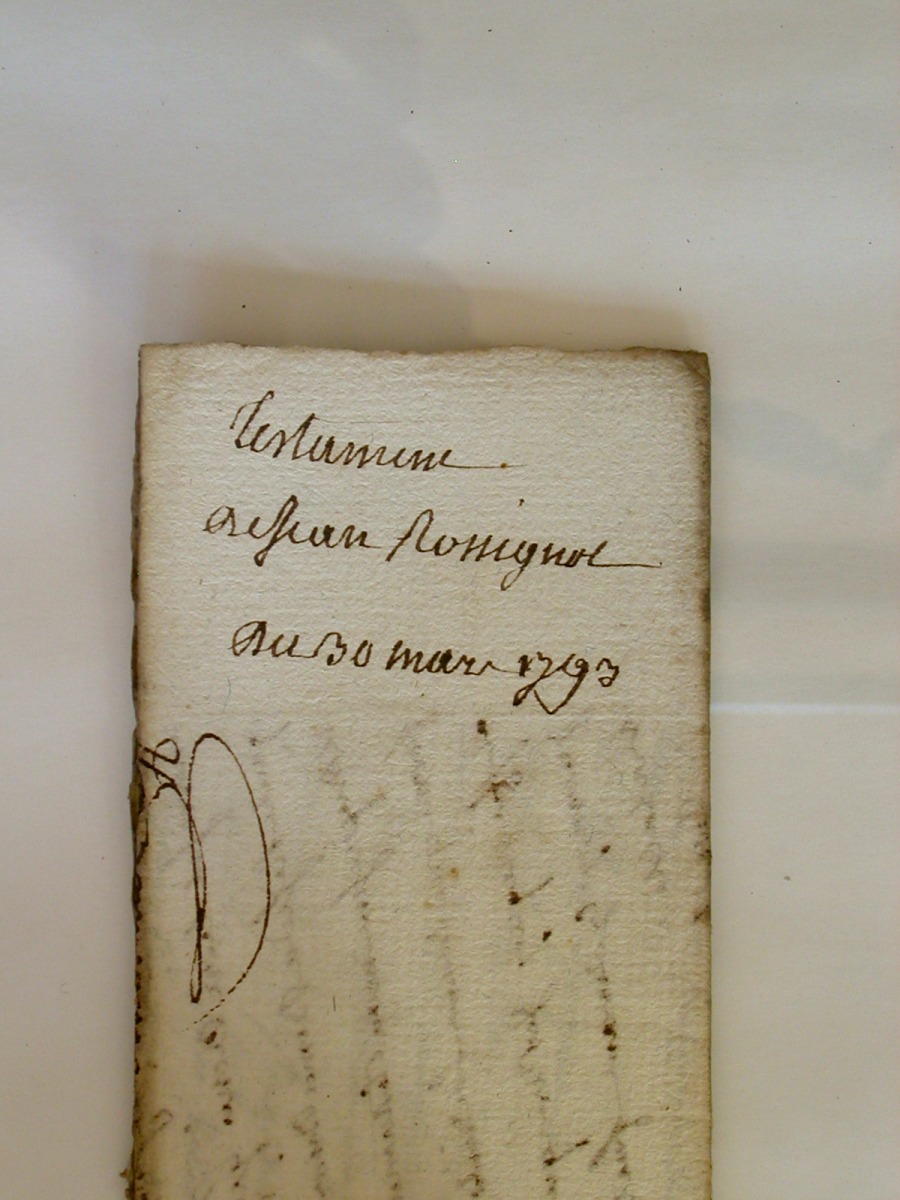 Testament
de Jean Rossignol
du 30 mars 1793